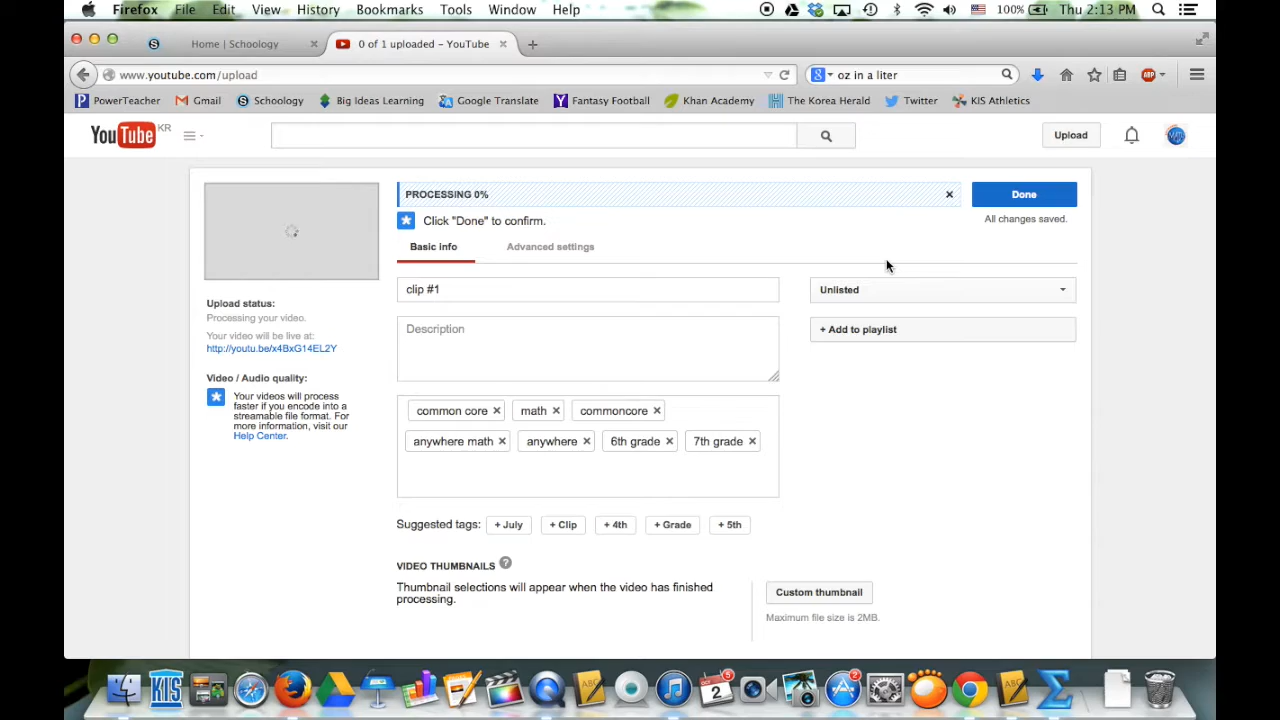 Firefox File Edit View History Bookmarks Tools Window Help 100% Thu 2:13 PM
Home | Schoology × 0 of 1 uploaded – YouTube ×
www.youtube.com/upload oz in a liter
PowerTeacher Gmail Schoology Big Ideas Learning Google Translate Fantasy Football Khan Academy The Korea Herald Twitter KIS Athletics
YouTube KR Upload
PROCESSING 0% × Done
Click "Done" to confirm. All changes saved.
Basic info Advanced settings
clip #1 Unlisted
Description + Add to playlist
Upload status:
Processing your video.
Your video will be live at:
http://youtu.be/x4BxG14EL2Y
Video / Audio quality:
Your videos will process
faster if you encode into a
streamable file format. For
more information, visit our
Help Center.
common core × math × commoncore ×
anywhere math × anywhere × 6th grade × 7th grade ×
Suggested tags: + July + Clip + 4th + Grade + 5th
VIDEO THUMBNAILS ?
Thumbnail selections will appear when the video has finished
processing.
Custom thumbnail
Maximum file size is 2MB.
KIS OCT 2 6 2